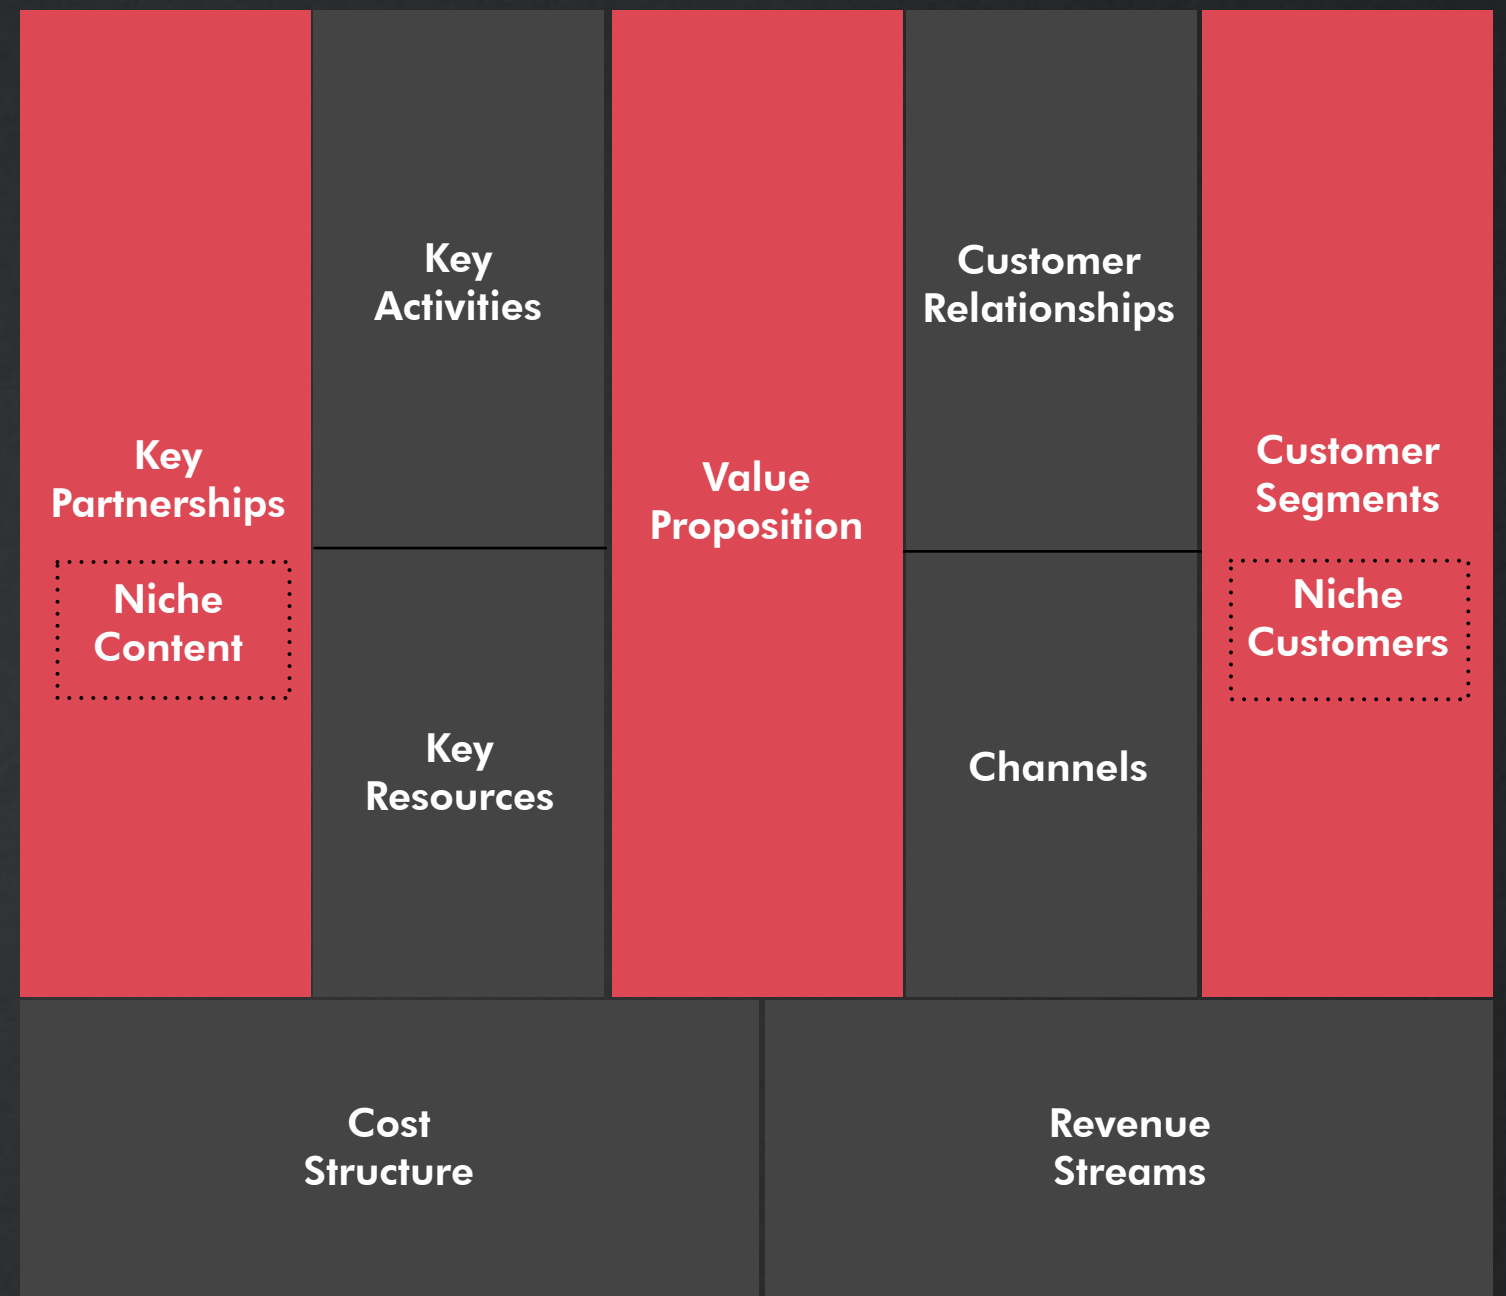 Key
Partnerships
Niche
Content
Key
Activities
Key
Resources
Value
Proposition
Customer
Relationships
Channels
Customer
Segments
Niche
Customers
Cost
Structure
Revenue
Streams